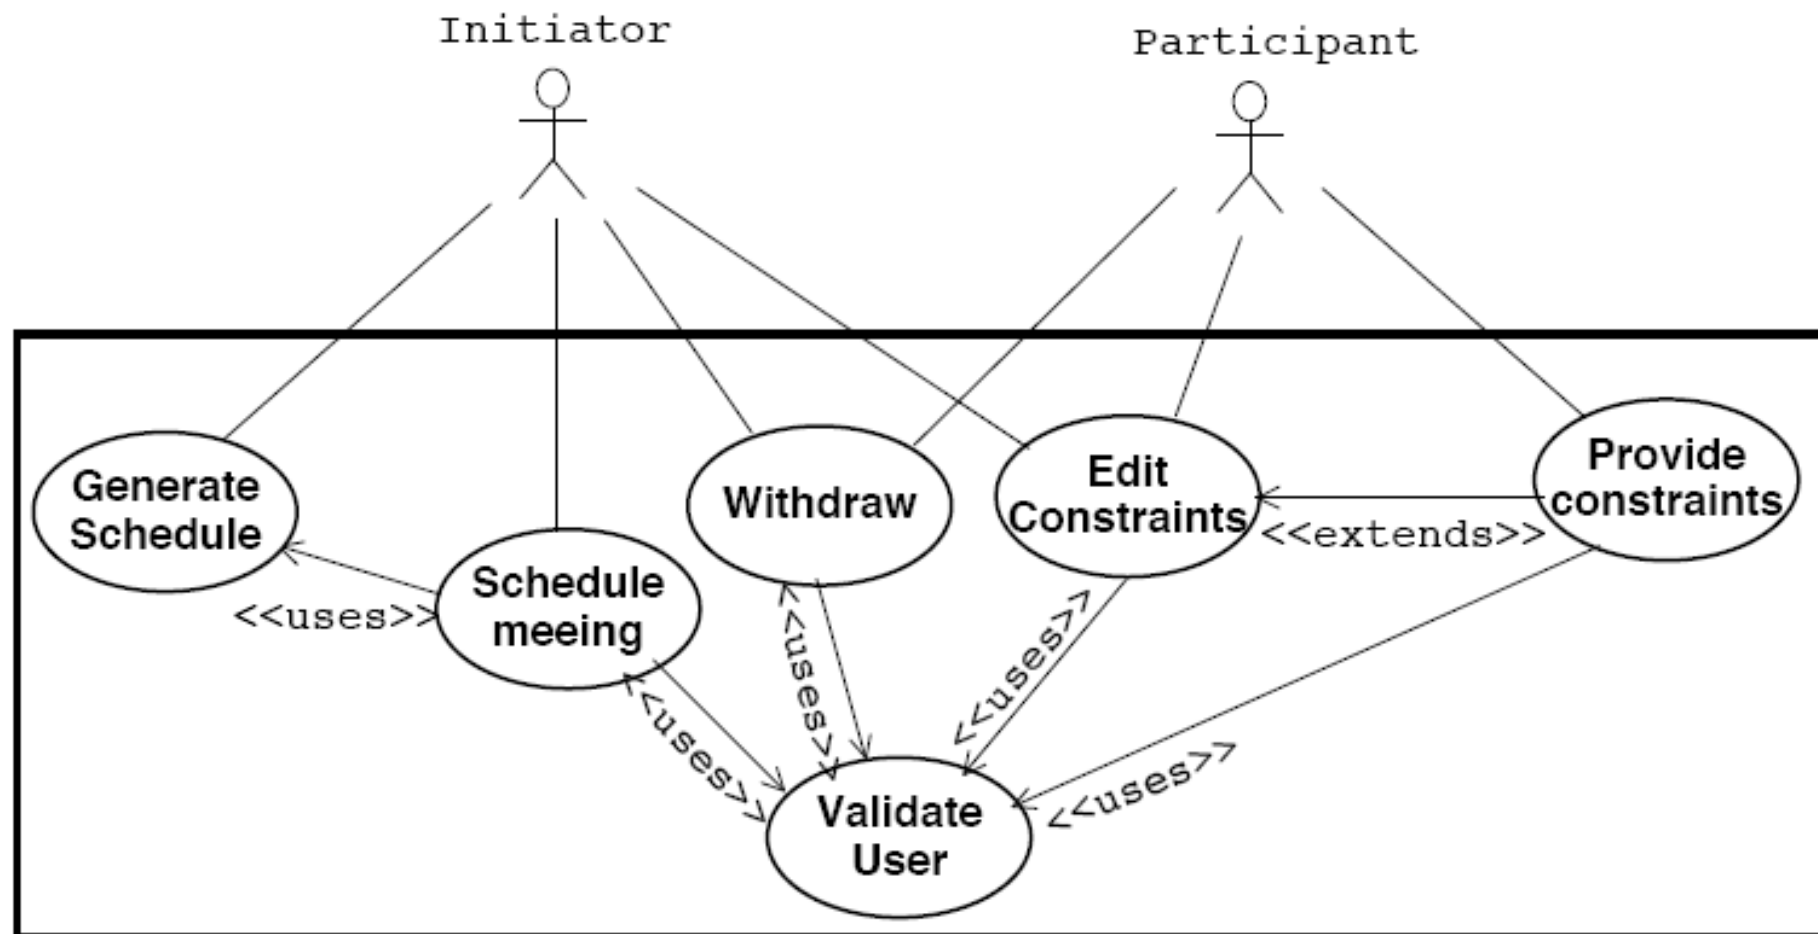 Initiator
Participant
Generate
Schedule
<<uses>>
Schedule
meeing
<<uses>>
Withdraw
<<uses>>
Edit
Constraints
<<uses>>
<<extends>>
Provide
constraints
<<uses>>
Validate
User